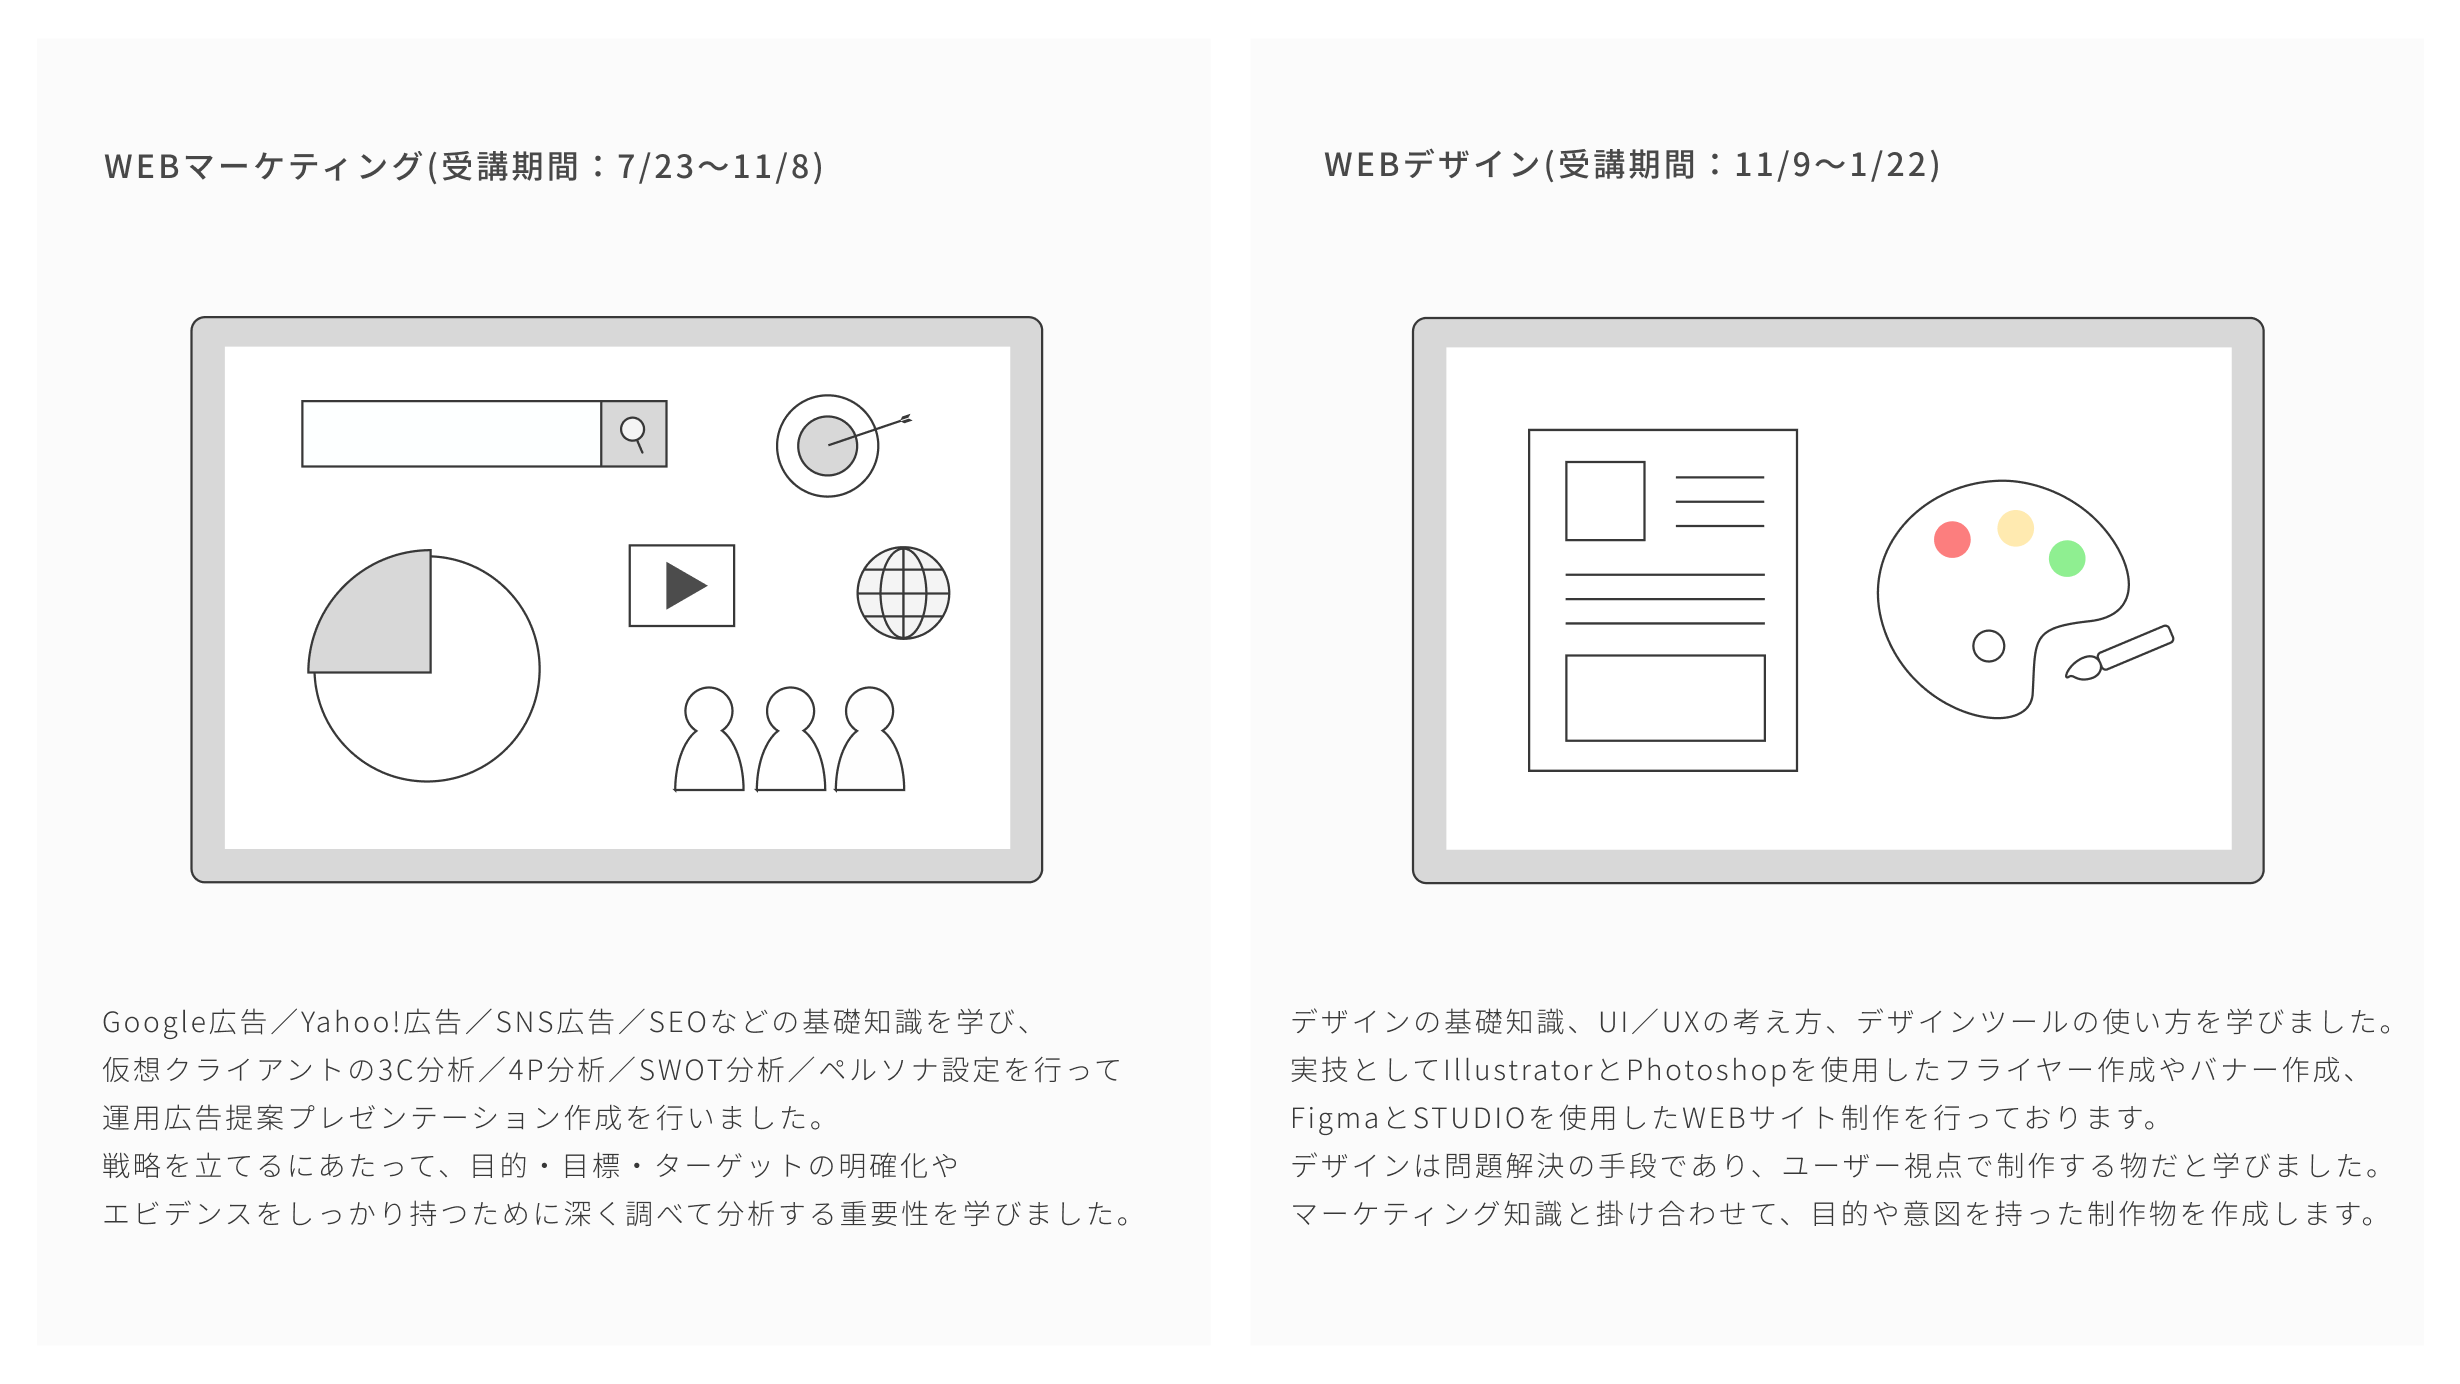 WEBマーケティング(受講期間：7/23〜11/8)
Google広告／Yahoo!広告／SNS広告／SEOなどの基礎知識を学び、
仮想クライアントの3C分析／4P分析／SWOT分析／ペルソナ設定を行って
運用広告提案プレゼンテーション作成を行いました。
戦略を立てるにあたって、目的・目標・ターゲットの明確化や
エビデンスをしっかり持つために深く調べて分析する重要性を学びました。
WEBデザイン(受講期間：11/9〜1/22)
デザインの基礎知識、UI／UXの考え方、デザインツールの使い方を学びました。
実技としてIllustratorとPhotoshopを使用したフライヤー作成やバナー作成、
FigmaとSTUDIOを使用したWEBサイト制作を行っております。
デザインは問題解決の手段であり、ユーザー視点で制作する物だと学びました。
マーケティング知識と掛け合わせて、目的や意図を持った制作物を作成します。